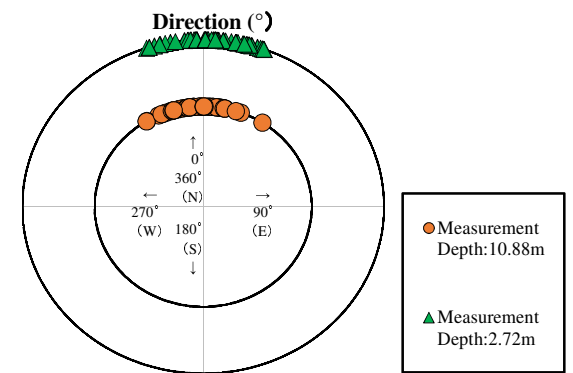 Direction (°)
↑
0°
360°
(N)
← →
270° 90°
(W) 180° (E)
(S)
↓
Measurement
Depth:10.88m
Measurement
Depth:2.72m